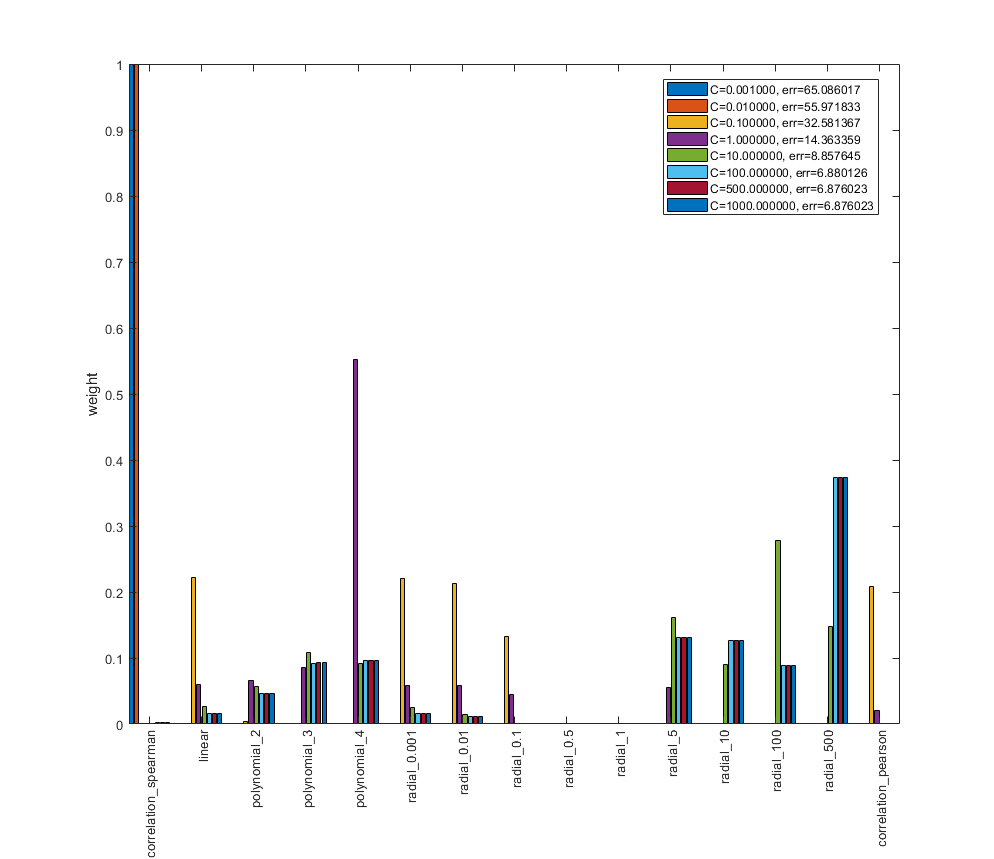 1
0.9
0.8
0.7
0.6
0.5
0.4
0.3
0.2
0.1
0
weight
C=0.001000, err=65.086017
C=0.010000, err=55.971833
C=0.100000, err=32.581367
C=1.000000, err=14.363359
C=10.000000, err=8.857645
C=100.000000, err=6.880126
C=500.000000, err=6.876023
C=1000.000000, err=6.876023
correlation_spearman
linear
polynomial_2
polynomial_3
polynomial_4
radial_0.001
radial_0.01
radial_0.1
radial_0.5
radial_1
radial_5
radial_10
radial_100
radial_500
correlation_pearson